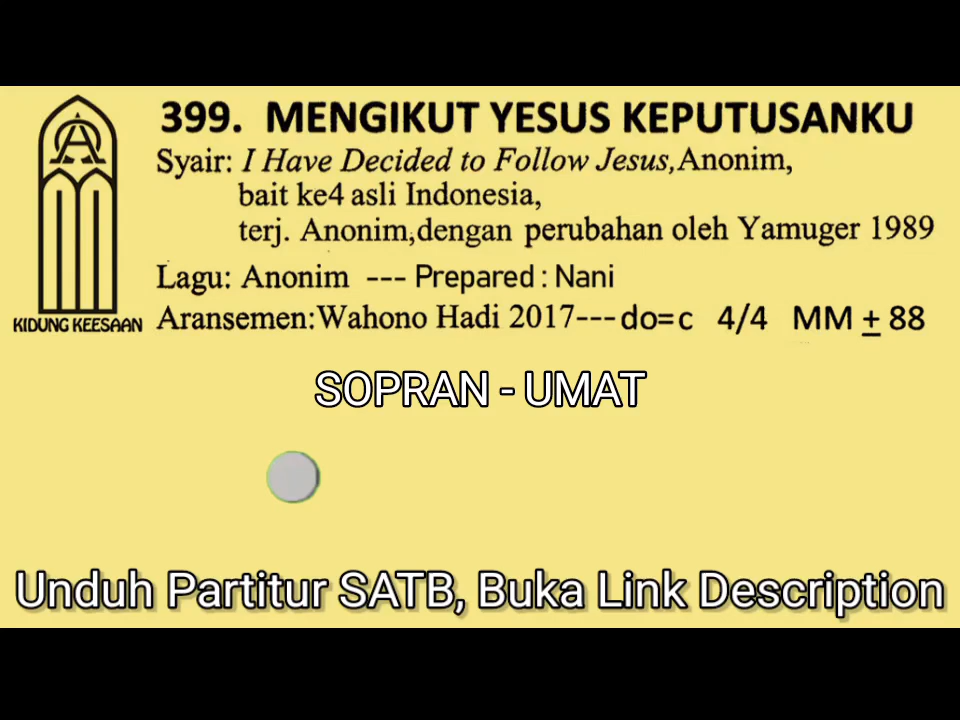 399. MENGIKUT YESUS KEPUTUSANKU
Syair: I Have Decided to Follow Jesus, Anonim,
bait ke4 asli Indonesia,
terj. Anonim, dengan perubahan oleh Yamuger 1989
Lagu: Anonim --- Prepared : Nani
KIDUNG KEESAAN
Aransemen:Wahono Hadi 2017---do=c 4/4 MM ± 88
SOPRAN - UMAT
Unduh Partitur SATB, Buka Link Description